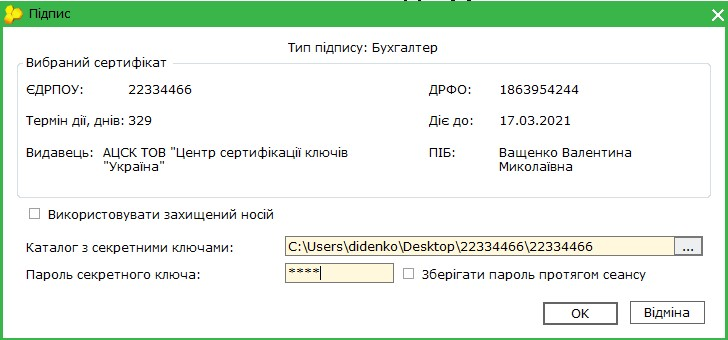 Підпис
Тип підпису: Бухгалтер
Вибраний сертифікат
ЄДРПОУ: 22334466 ДРФО: 1863954244
Термін дії, днів: 329 Діє до: 17.03.2021
Видавець: АЦСК ТОВ "Центр сертифікації ключів "Україна" ПІБ: Ващенко Валентина Миколаївна
Використовувати захищений носій
Каталог з секретними ключами: C:\Users\didenko\Desktop\22334466\22334466 ...
Пароль секретного ключа: **** Зберігати пароль протягом сеансу
OK Відміна